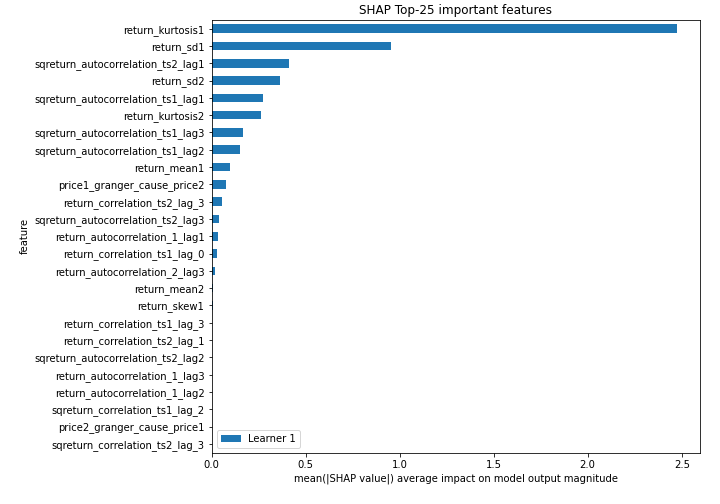 SHAP Top-25 important features
return_kurtosis1
return_sd1
sqreturn_autocorrelation_ts2_lag1
return_sd2
sqreturn_autocorrelation_ts1_lag1
return_kurtosis2
sqreturn_autocorrelation_ts1_lag3
sqreturn_autocorrelation_ts1_lag2
return_mean1
price1_granger_cause_price2
return_correlation_ts2_lag_3
sqreturn_autocorrelation_ts2_lag3
return_autocorrelation_1_lag1
return_correlation_ts1_lag_0
return_autocorrelation_2_lag3
return_mean2
return_skew1
return_correlation_ts1_lag_3
return_correlation_ts2_lag_1
sqreturn_autocorrelation_ts2_lag2
return_autocorrelation_1_lag3
return_autocorrelation_1_lag2
sqreturn_correlation_ts1_lag_2
price2_granger_cause_price1
sqreturn_correlation_ts2_lag_3
feature
Learner 1
0.0 0.5 1.0 1.5 2.0 2.5
mean(|SHAP value|) average impact on model output magnitude